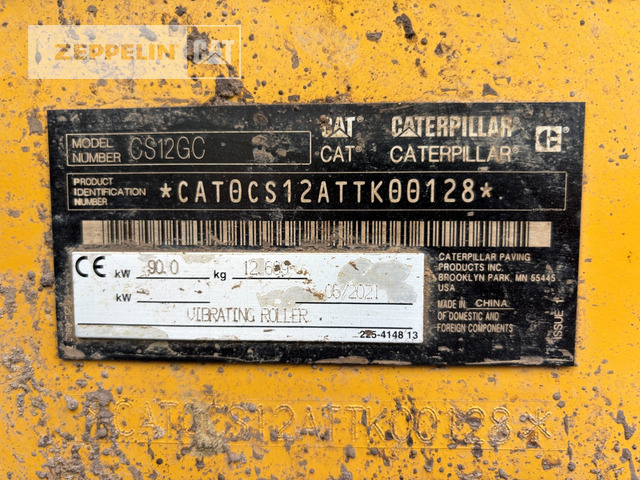 ZEPPELIN CAT
MODEL NUMBER CS12GC
CAT CATERPILLAR
CAT® CATERPILLAR®
PRODUCT IDENTIFICATION NUMBER *CAT0CS12ATTK00128*
CE kW 90.0 kg
kW 06/2021
VIBRATING ROLLER
225-4148 13
CATERPILLAR PAVING
PRODUCTS INC.
BROOKLYN PARK, MN 55445
USA
MADE IN CHINA
OF DOMESTIC AND
FOREIGN COMPONENTS
ISSUE
*CAT0CS12ATTK00128*